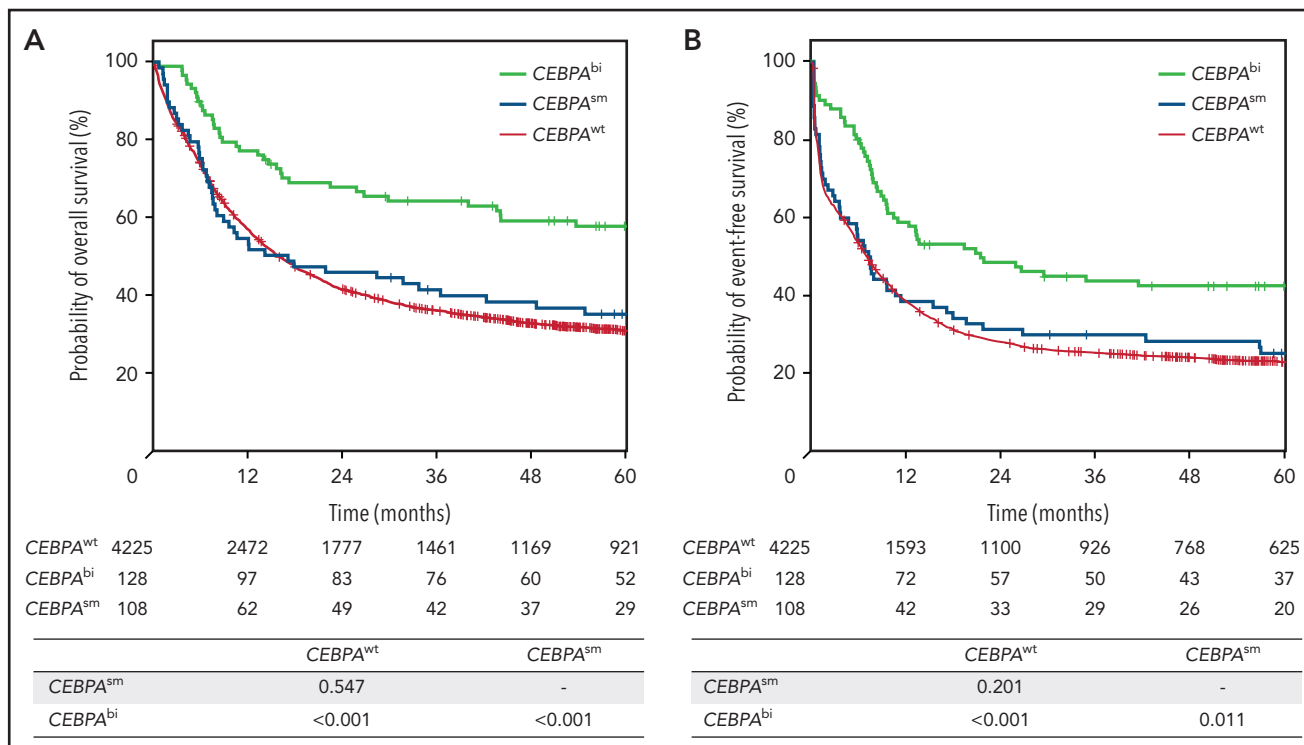 A
Probability of overall survival (%)
100
80
60
40
20
0
12
24
36
48
60
Time (months)
CEBPAᵇⁱ
CEBPAˢᵐ
CEBPAʷᵗ
CEBPAʷᵗ 4225 2472 1777 1461 1169 921
CEBPAᵇⁱ 128 97 83 76 60 52
CEBPAˢᵐ 108 62 49 42 37 29
CEBPAʷᵗ CEBPAˢᵐ
CEBPAˢᵐ 0.547 -
CEBPAᵇⁱ <0.001 <0.001
B
Probability of event-free survival (%)
100
80
60
40
20
0
12
24
36
48
60
Time (months)
CEBPAᵇⁱ
CEBPAˢᵐ
CEBPAʷᵗ
CEBPAʷᵗ 4225 1593 1100 926 768 625
CEBPAᵇⁱ 128 72 57 50 43 37
CEBPAˢᵐ 108 42 33 29 26 20
CEBPAʷᵗ CEBPAˢᵐ
CEBPAˢᵐ 0.201 -
CEBPAᵇⁱ <0.001 0.011